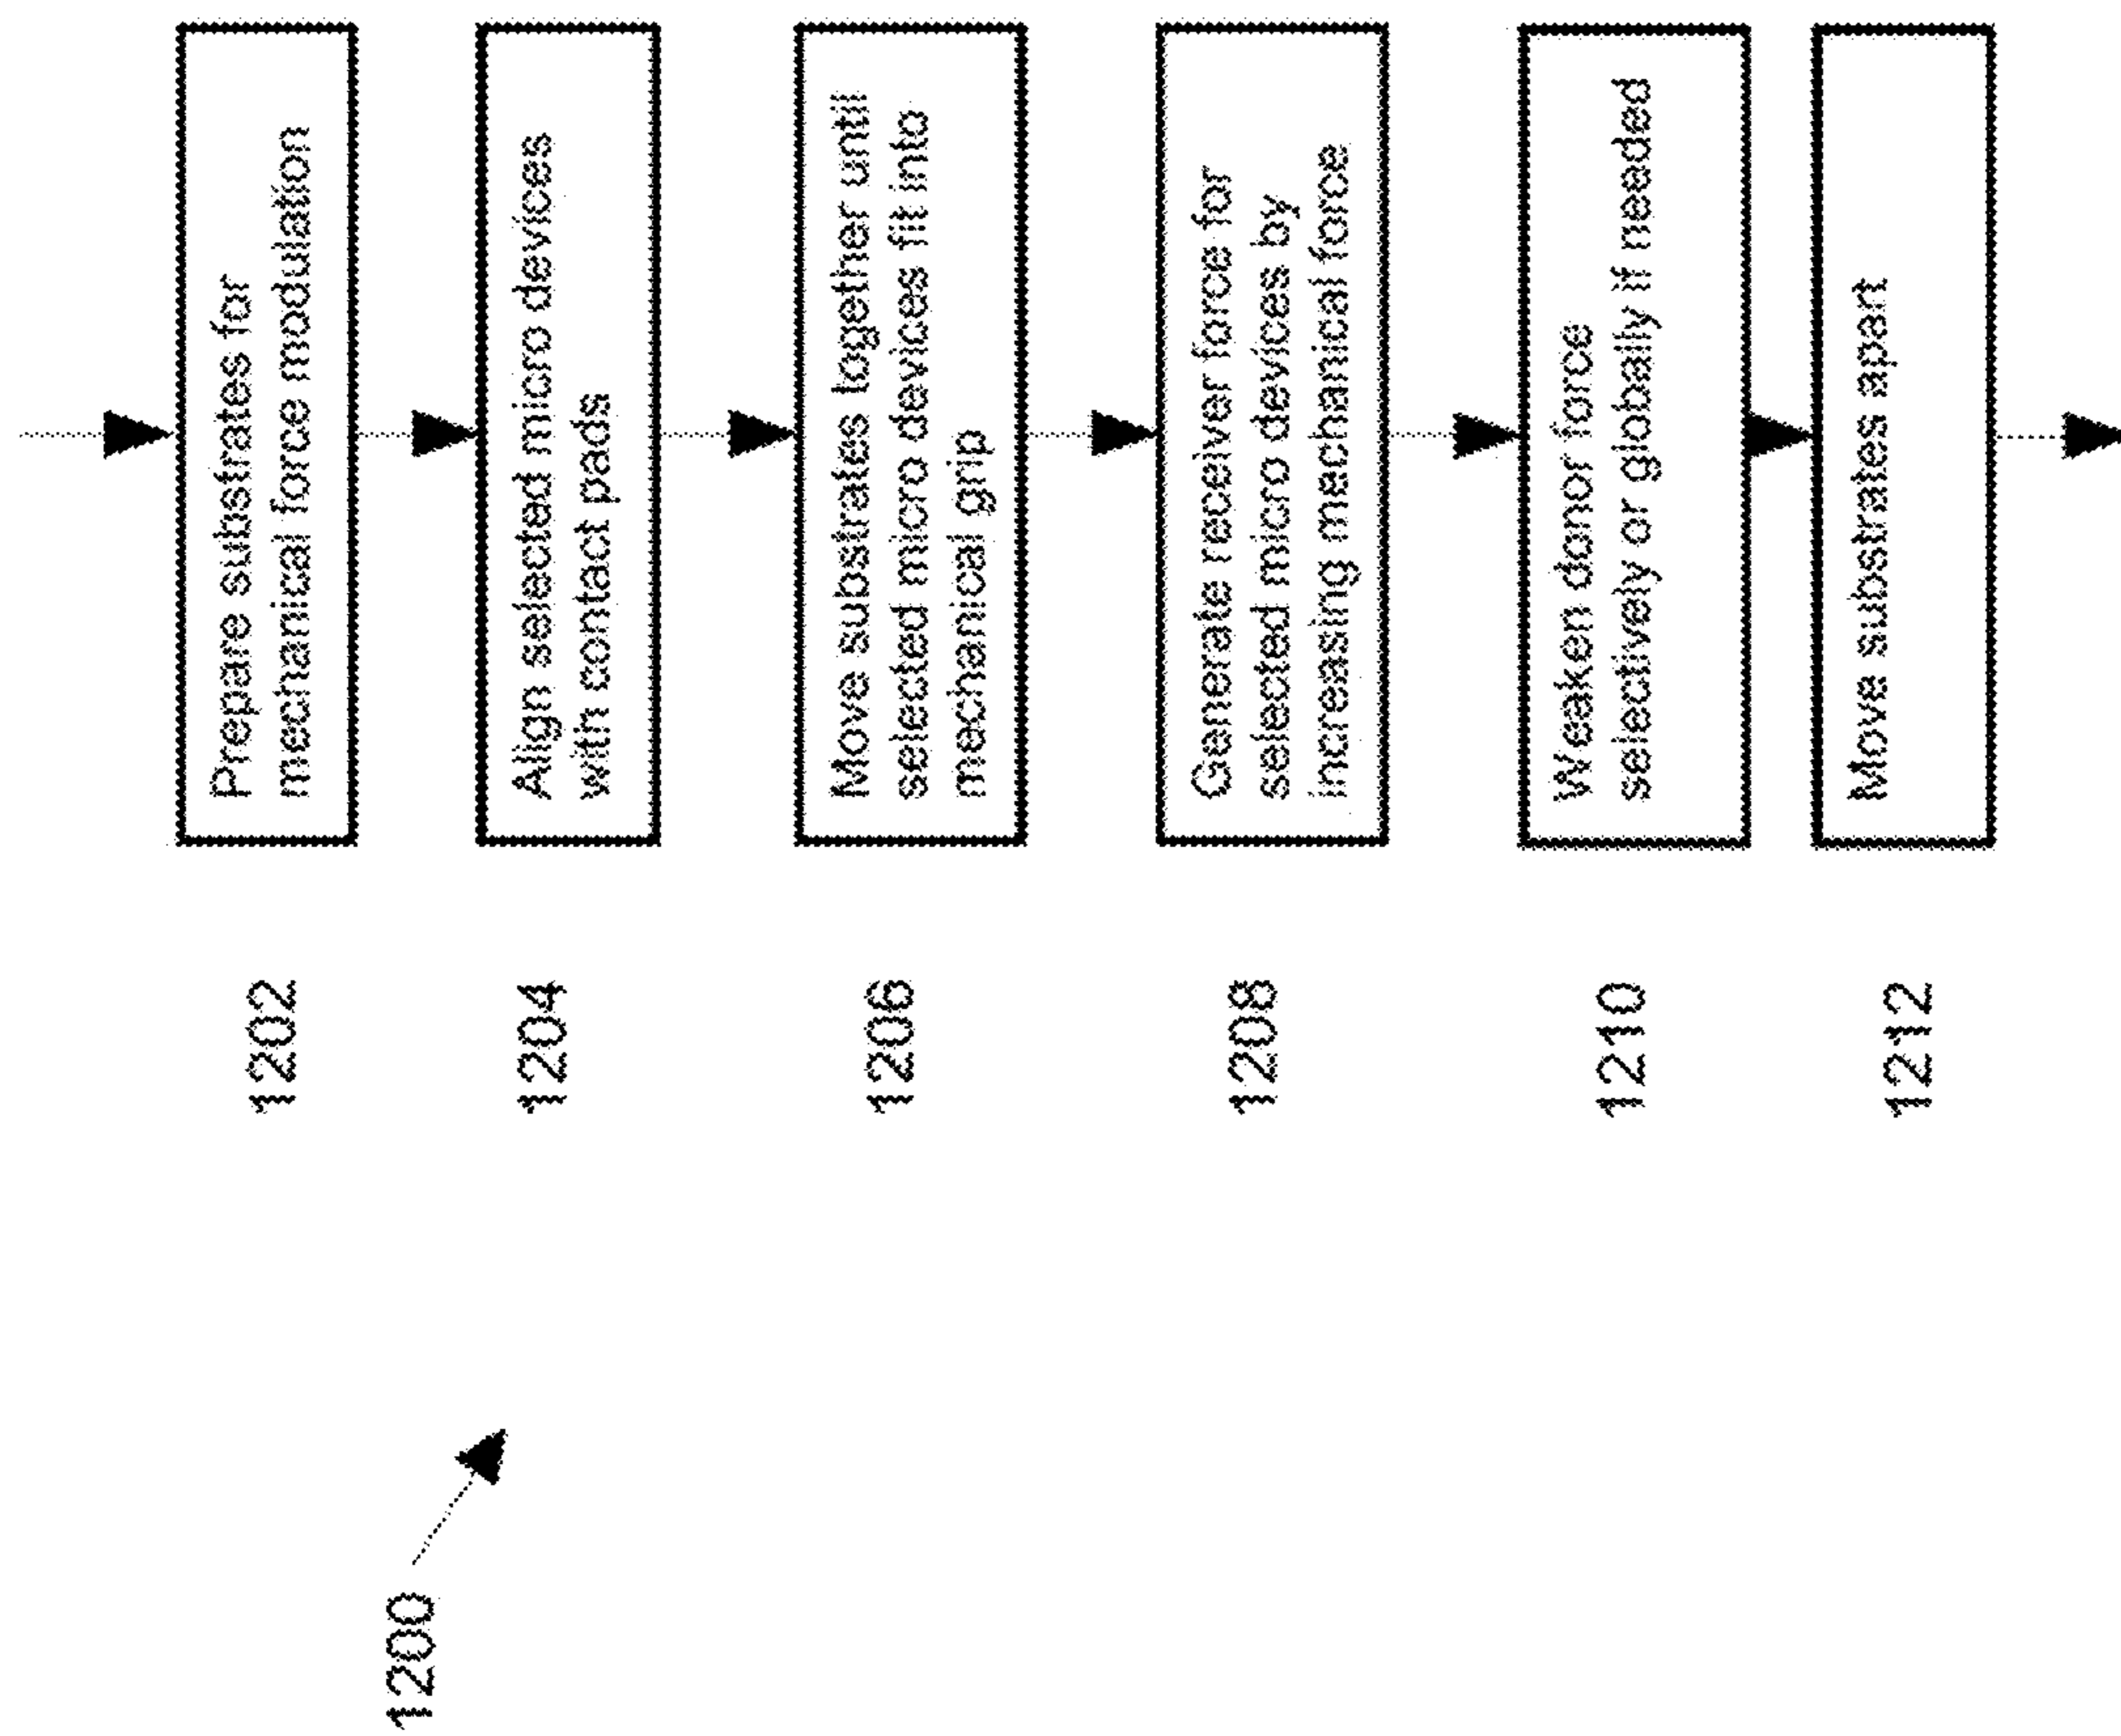 1200
1202
Prepare substrates for
mechanical force modulation
1204
Align selected micro devices
with contact pads
1206
Move substrates together until
selected micro devices fit into
mechanical grip
1208
Generate receiver force for
selected micro devices by
increasing mechanical force
1210
Weaken donor force
selectively or globally if needed
1212
Move substrates apart